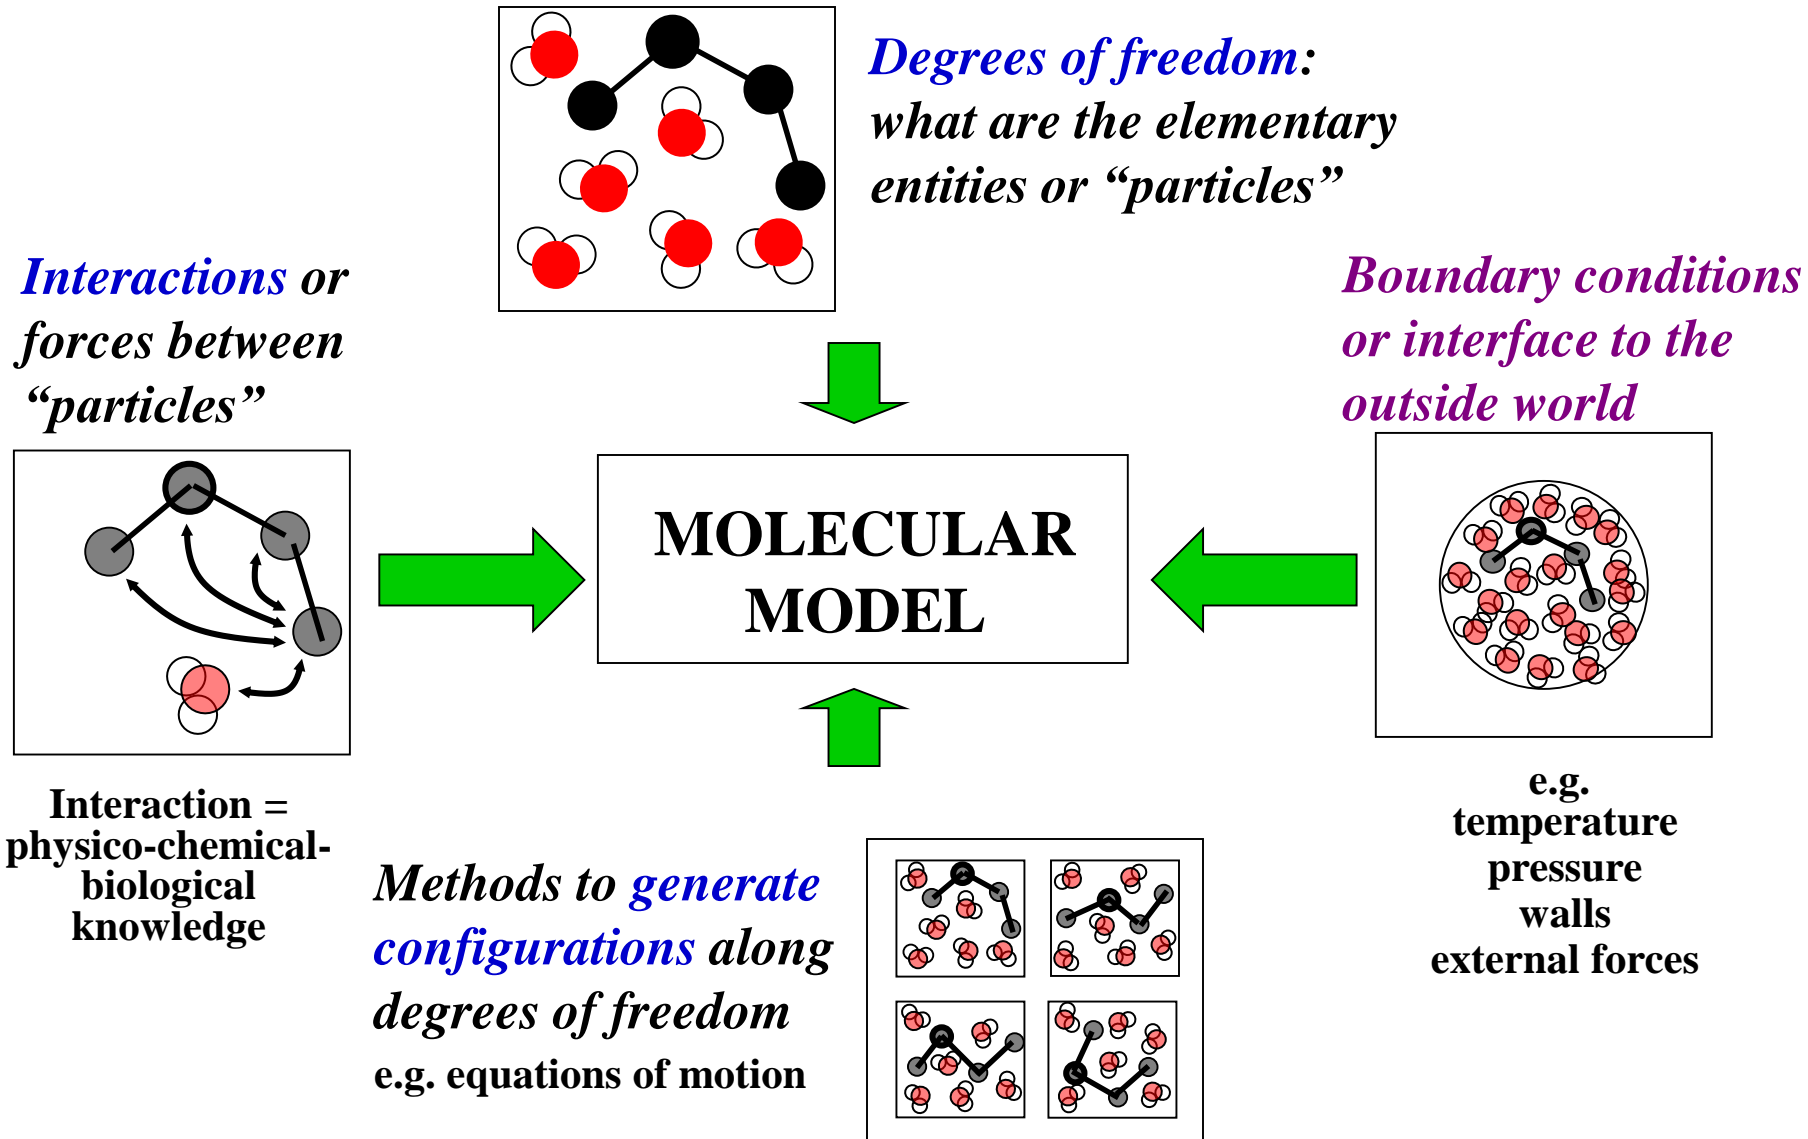 Degrees of freedom:
what are the elementary
entities or “particles”
Interactions or
forces between
“particles”
Boundary conditions
or interface to the
outside world
MOLECULAR
MODEL
Interaction =
physico-chemical-
biological
knowledge
e.g.
temperature
pressure
walls
external forces
Methods to generate
configurations along
degrees of freedom
e.g. equations of motion